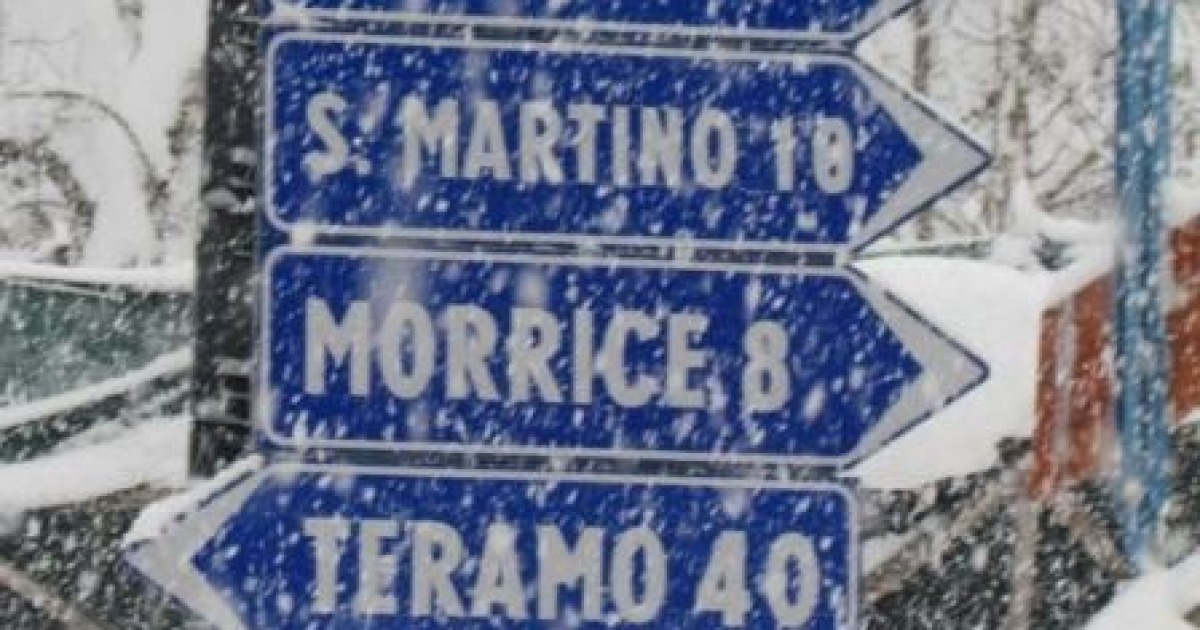 S. MARTINO 10
MORRICE 8
TERAMO 40